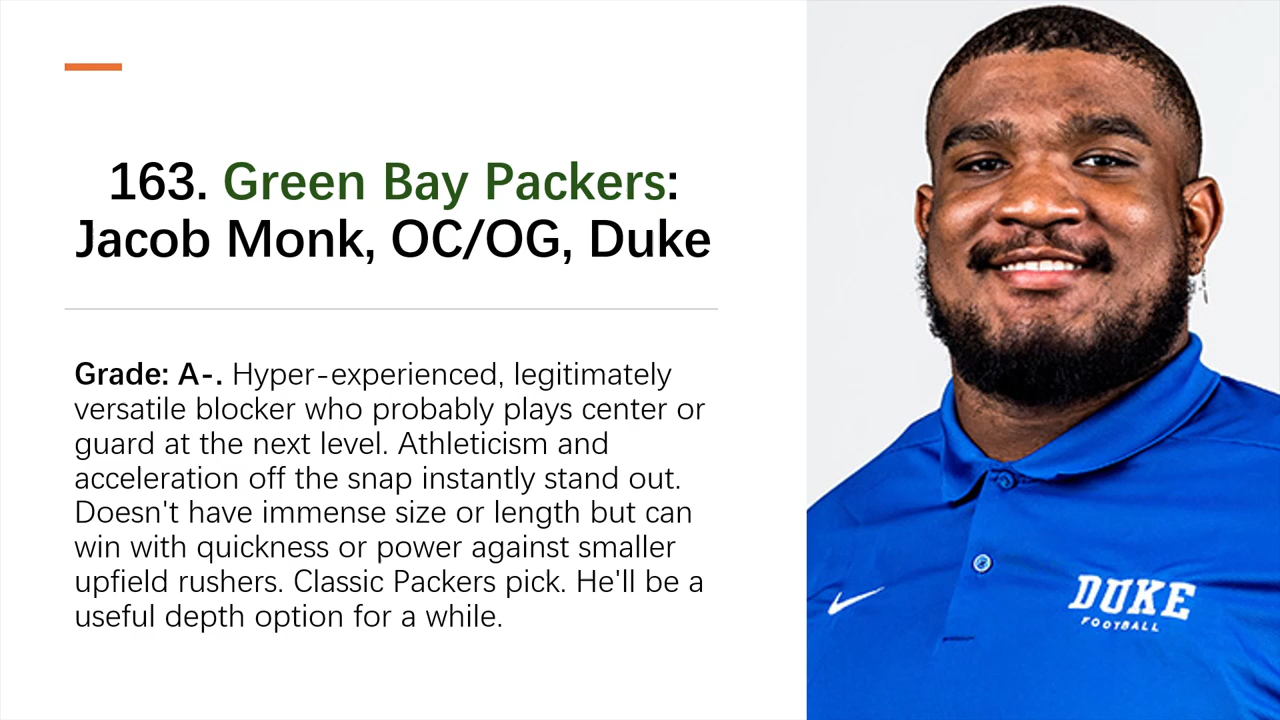 163. Green Bay Packers:
Jacob Monk, OC/OG, Duke
Grade: A-. Hyper-experienced, legitimately
versatile blocker who probably plays center or
guard at the next level. Athleticism and
acceleration off the snap instantly stand out.
Doesn't have immense size or length but can
win with quickness or power against smaller
upfield rushers. Classic Packers pick. He'll be a
useful depth option for a while.
DUKE
FOOTBALL